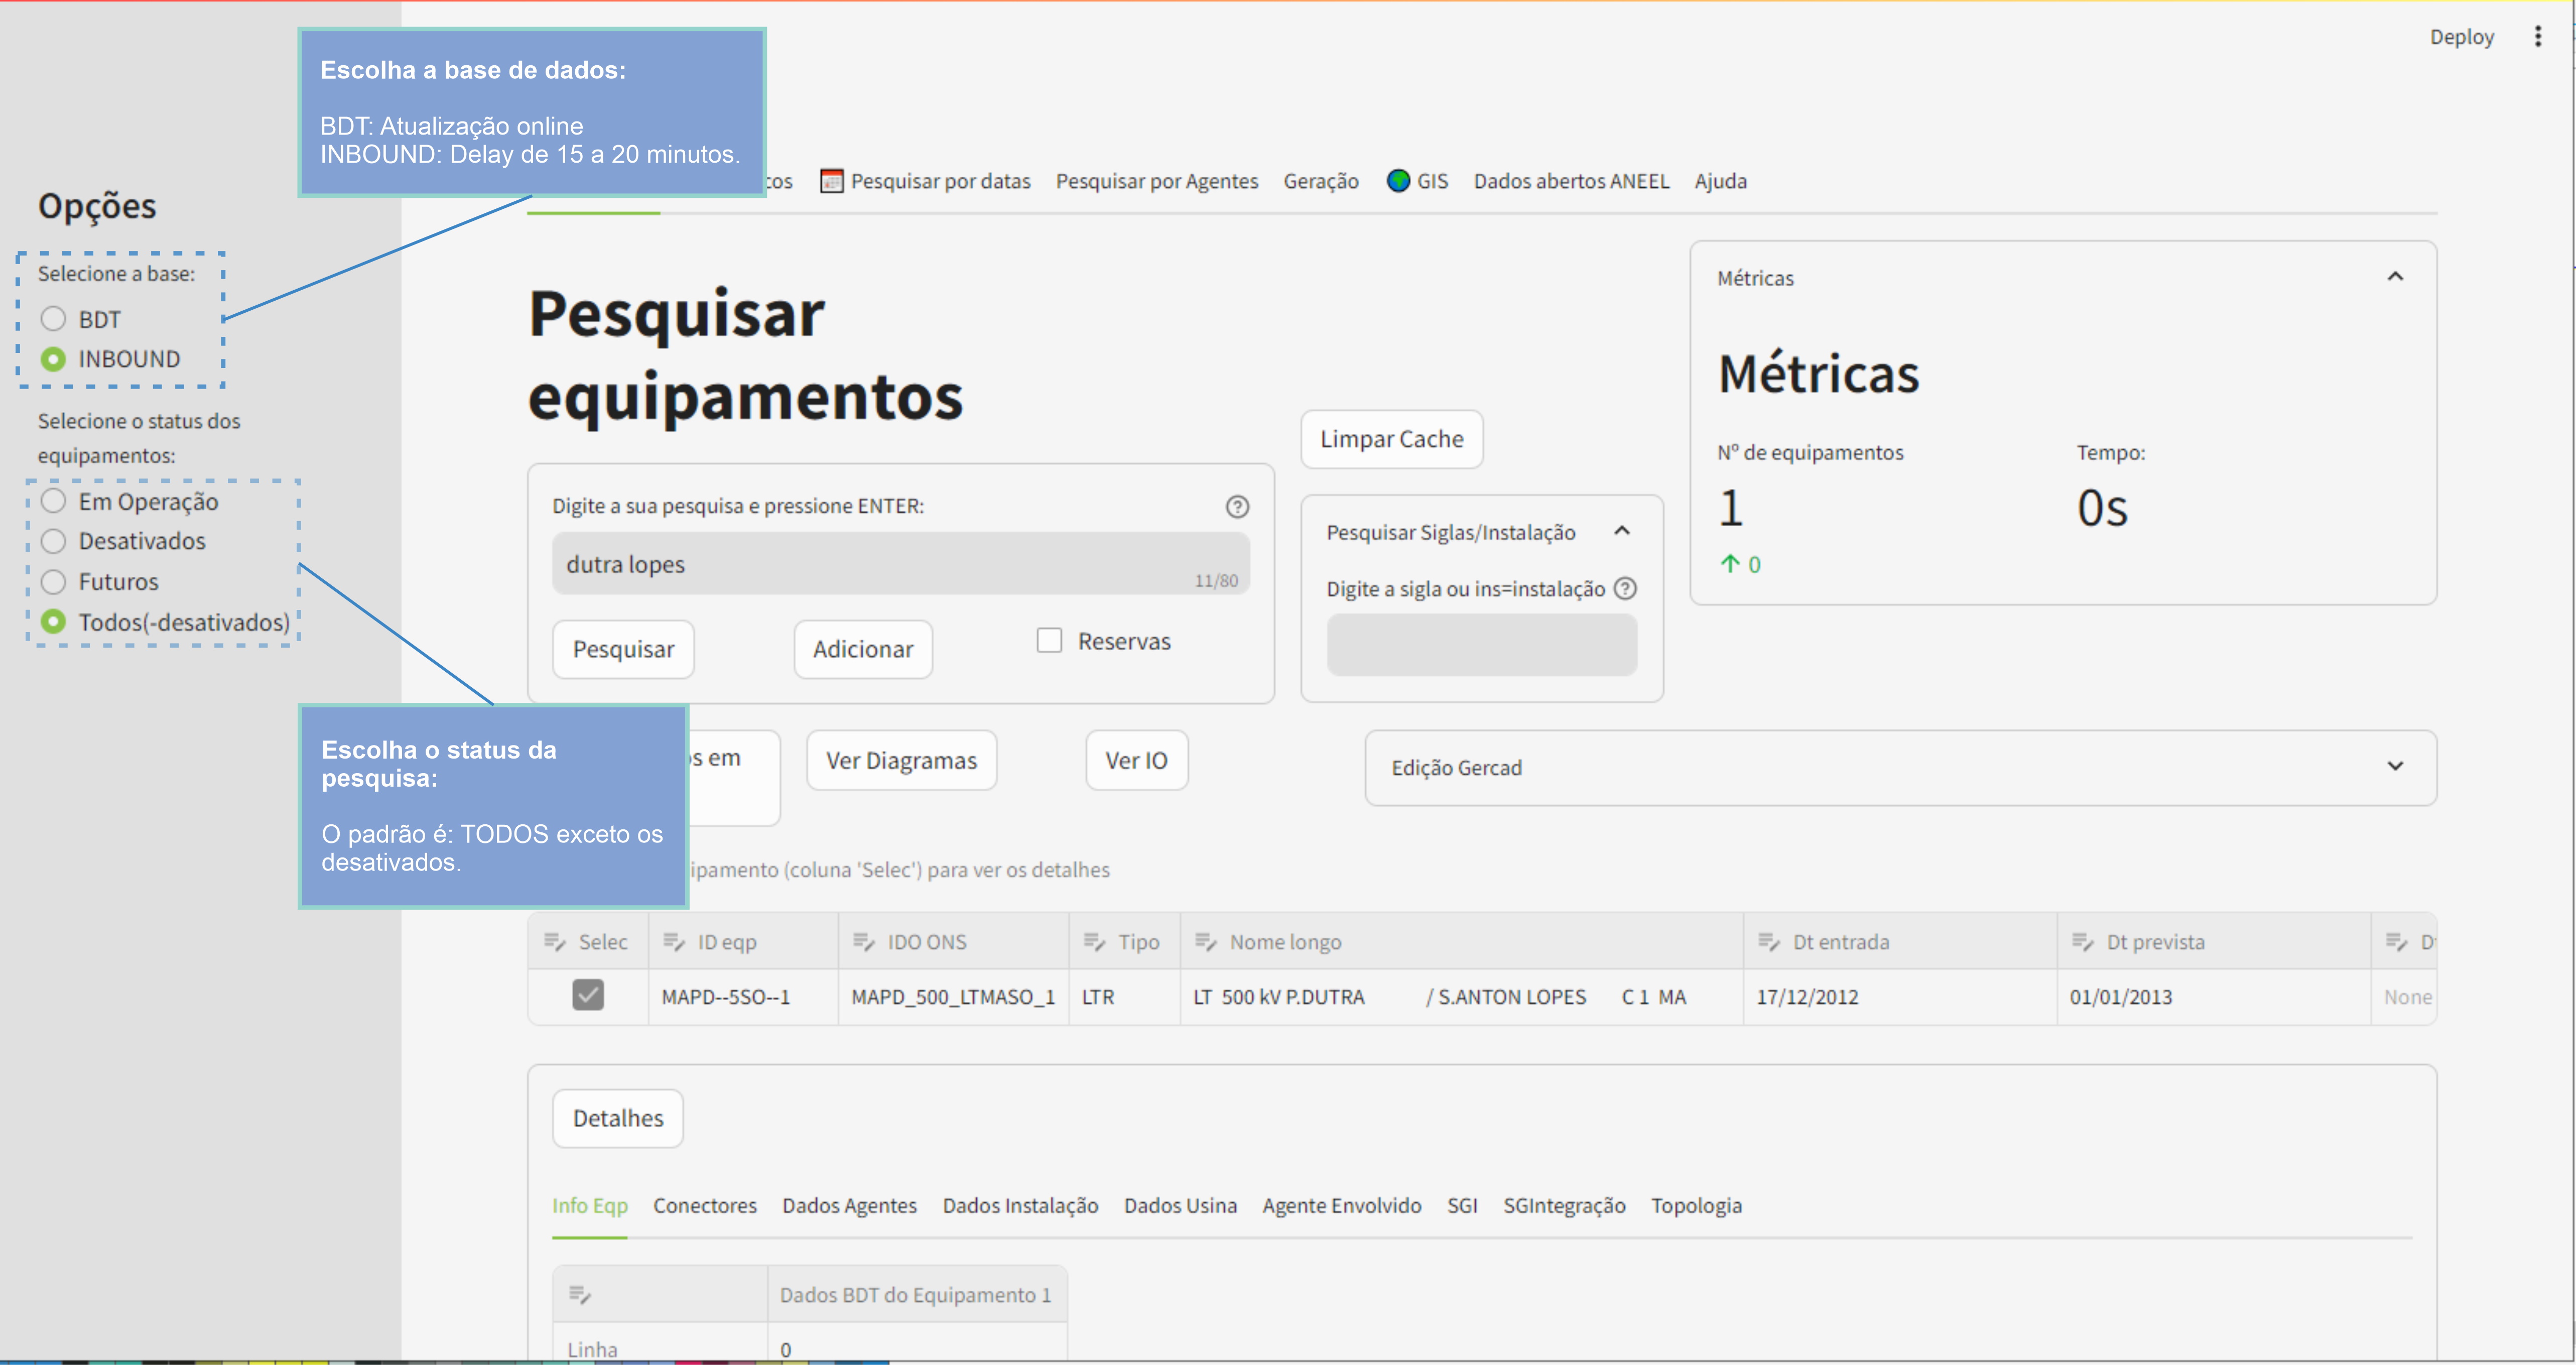 Deploy
Escolha a base de dados:
BDT: Atualização online
INBOUND: Delay de 15 a 20 minutos.
Pesquisar por datas Pesquisar por Agentes Geração GIS Dados abertos ANEEL Ajuda
Opções
Selecione a base:
BDT
INBOUND
Selecione o status dos
equipamentos:
Em Operação
Desativados
Futuros
Todos(-desativados)
Escolha o status da
pesquisa:
O padrão é: TODOS exceto os
desativados.
Pesquisar
equipamentos
Digite a sua pesquisa e pressione ENTER:
dutra lopes
11/80
Pesquisar Adicionar Reservas
Limpar Cache
Pesquisar Siglas/Instalação
Digite a sigla ou ins=instalação
Métricas
Métricas
Nº de equipamentos Tempo:
1 0s
0
em
Ver Diagramas Ver IO
Edição Gercad
(coluna 'Selec') para ver os detalhes
Selec ID eqp IDO ONS Tipo Nome longo Dt entrada Dt prevista
MAPD--5SO--1 MAPD_500_LTMASO_1 LTR LT 500 kV P.DUTRA / S.ANTON LOPES C 1 MA 17/12/2012 01/01/2013 None
Detalhes
Info Eqp Conectores Dados Agentes Dados Instalação Dados Usina Agente Envolvido SGI SGIntegração Topologia
Dados BDT do Equipamento 1
Linha 0